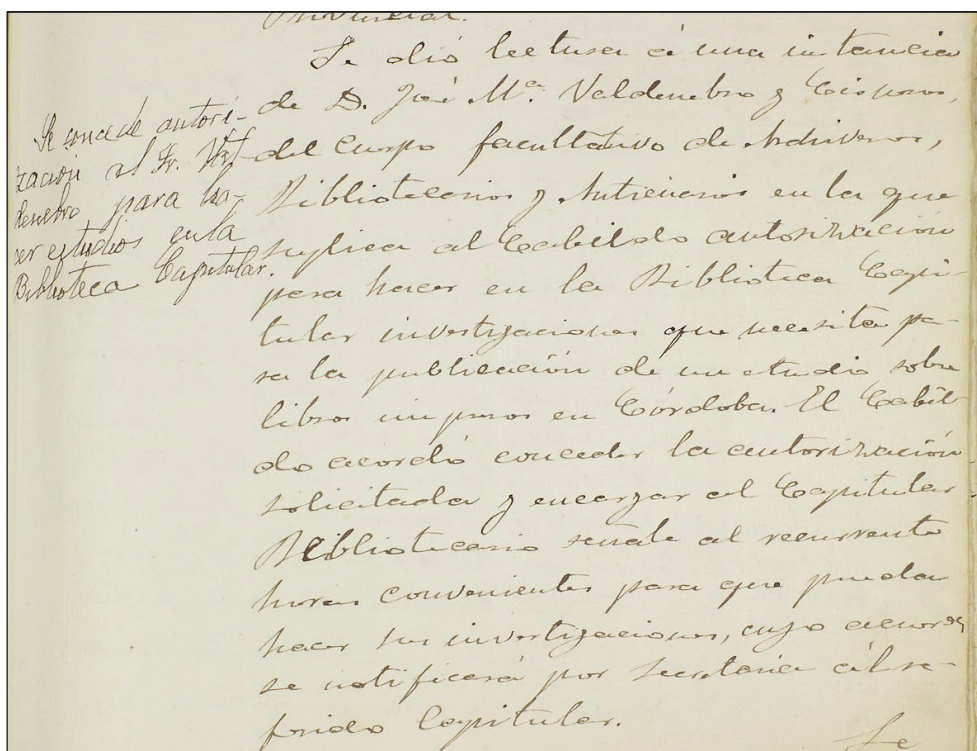 Provincial.
Se dió lectura á una instancia
de D. José Mª. Valdenebro y Cisneros,
del Cuerpo facultativo de Archiveros,
Bibliotecarios y Anticuarios en la que
suplica al Cabildo autorización
para hacer en la Biblioteca Capi-
tular investigaciones que necesita pa-
ra la publicación de un estudio sobre
libros impresos en Córdoba. El Cabil-
do acordó conceder la autorización
solicitada y encargar al Capitular
Bibliotecario señale al recurrente
horas convenientes para que pueda
hacer sus investigaciones, cuyo acuerdo
se notificará por Secretaría al re-
ferido Capitular.
Se
Se concede autori-
zación al Sr. Val-
denebro para ha-
cer estudios en la
Biblioteca Capitular.